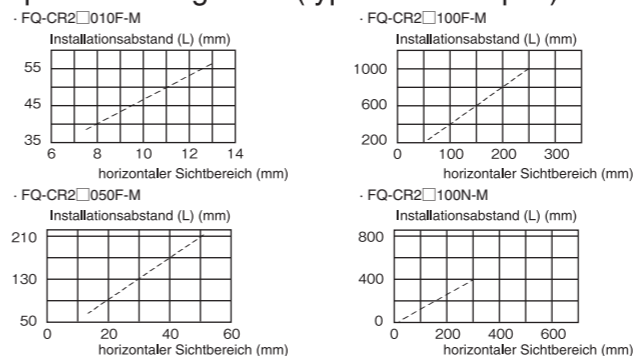 · FQ-CR2□010F-M
Installationsabstand (L) (mm)
55
45
35
6 8 10 12 14
horizontaler Sichtbereich (mm)
· FQ-CR2□100F-M
Installationsabstand (L) (mm)
1000
600
200
0 100 200 300
horizontaler Sichtbereich (mm)
· FQ-CR2□050F-M
Installationsabstand (L) (mm)
210
130
50
0 20 40 60
horizontaler Sichtbereich (mm)
· FQ-CR2□100N-M
Installationsabstand (L) (mm)
800
400
0
0 200 400 600
horizontaler Sichtbereich (mm)